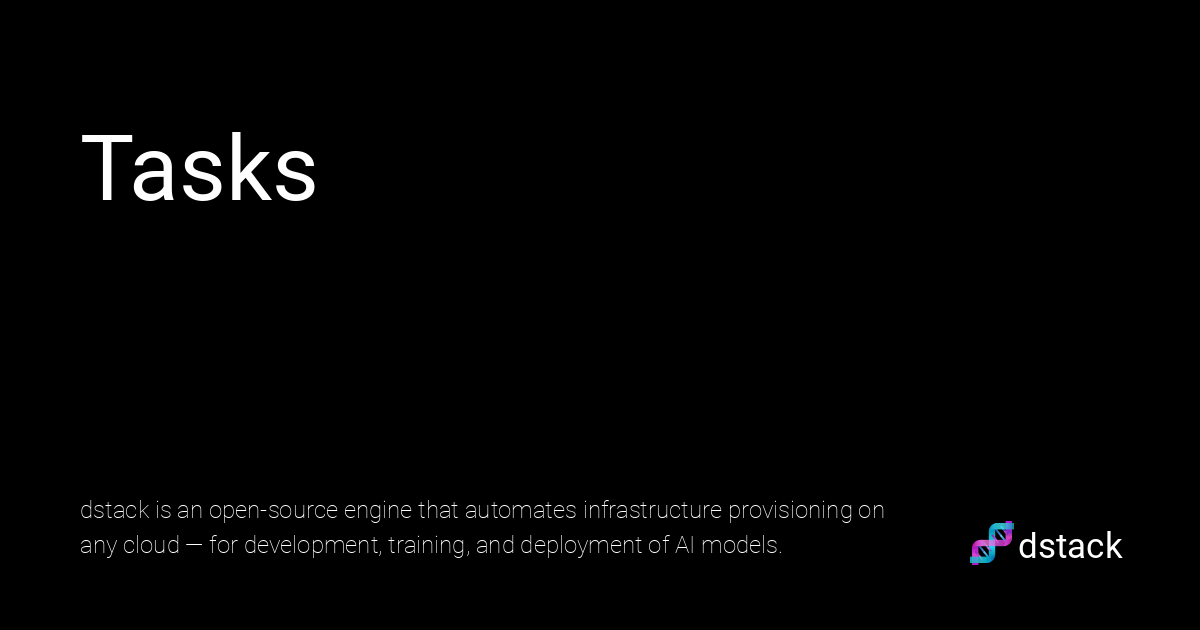 Tasks
dstack is an open-source engine that automates infrastructure provisioning on
any cloud — for development, training, and deployment of AI models.
dstack